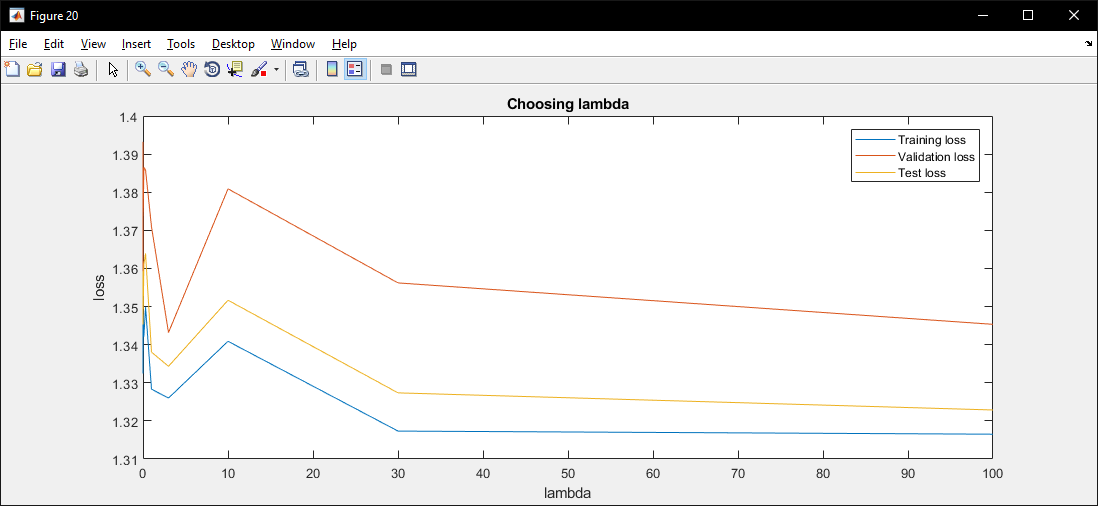 Figure 20
File Edit View Insert Tools Desktop Window Help
Choosing lambda
1.4
1.39
1.38
1.37
1.36
1.35
1.34
1.33
1.32
1.31
loss
Training loss
Validation loss
Test loss
0 10 20 30 40 50 60 70 80 90 100
lambda